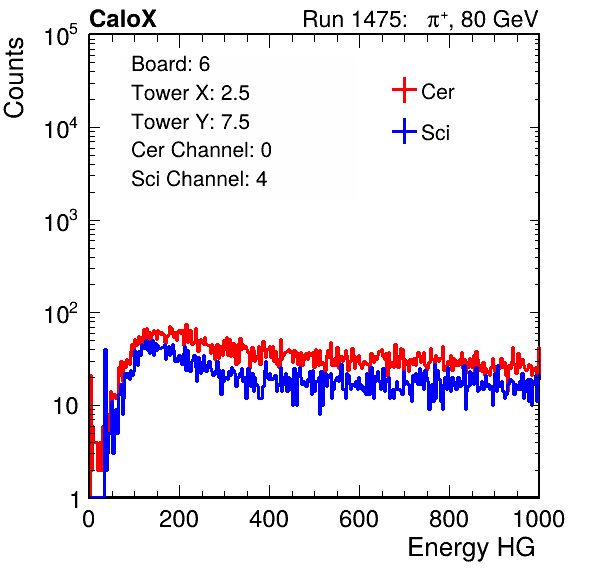 CaloX Run 1475: π⁺, 80 GeV
Counts
Board: 6
Tower X: 2.5
Tower Y: 7.5
Cer Channel: 0
Sci Channel: 4
Cer
Sci
10⁵
10⁴
10³
10²
10
1
0 200 400 600 800 1000
Energy HG